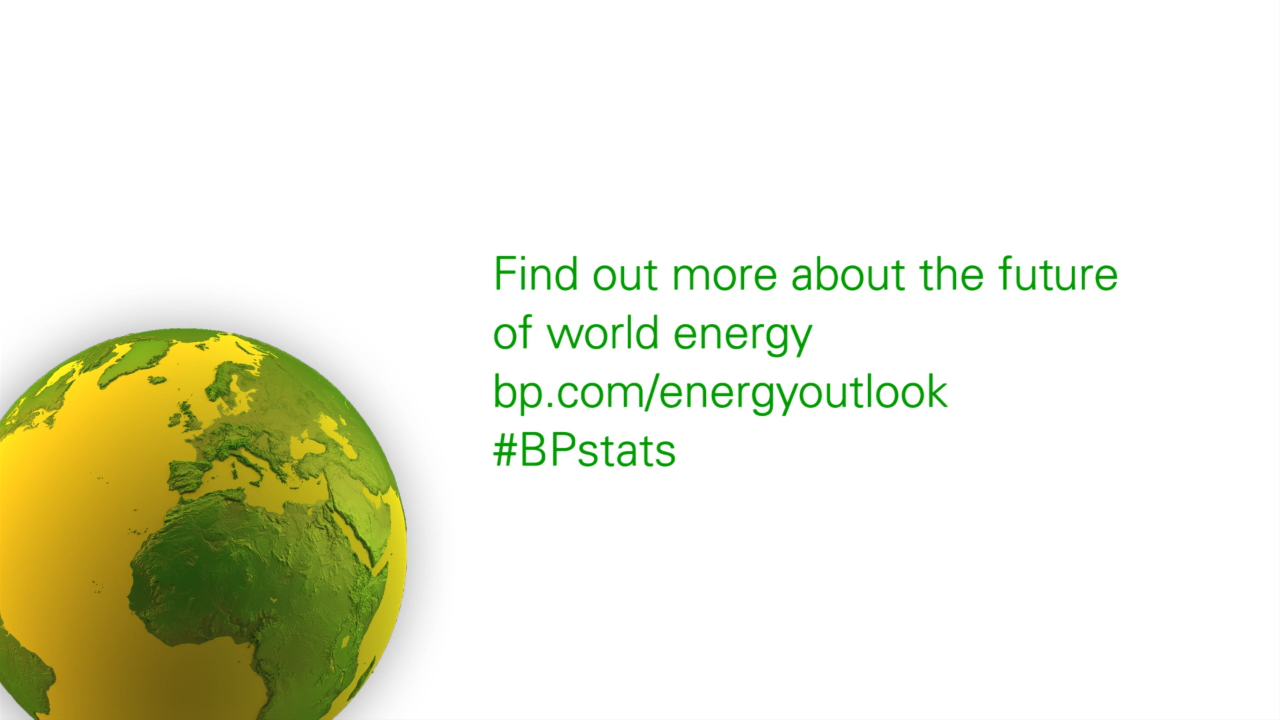 Find out more about the future
of world energy
bp.com/energyoutlook
#BPstats